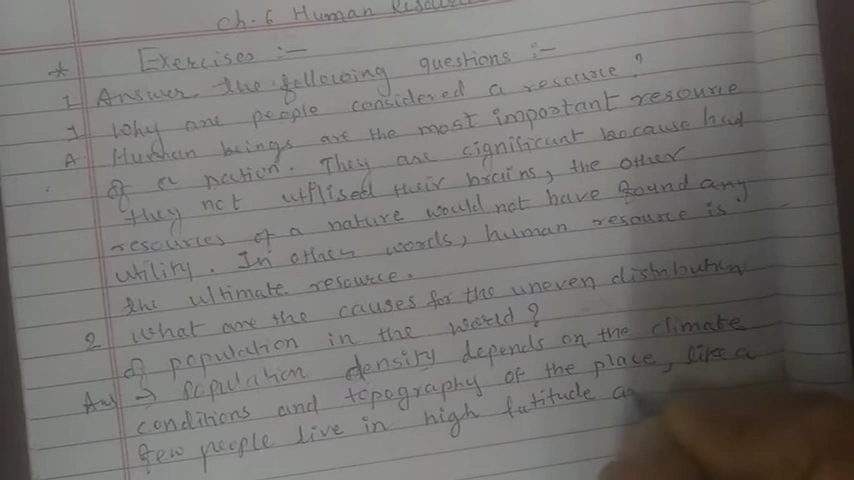 Ch. 6 Human
* Exercises :-
I Answer the following questions :-
1 Why are people considered a resource?
A: Human beings are the most important resource
of a nation. They are significant because had
they not utilised their brains, the other
resources of a nature would not have found any
utility. In other words, human resource is
the ultimate resource.
2 what are the causes for the uneven distribution
of population in the world?
Ans → Population density depends on the climate
conditions and topography of the place, like a
few people live in high latitude